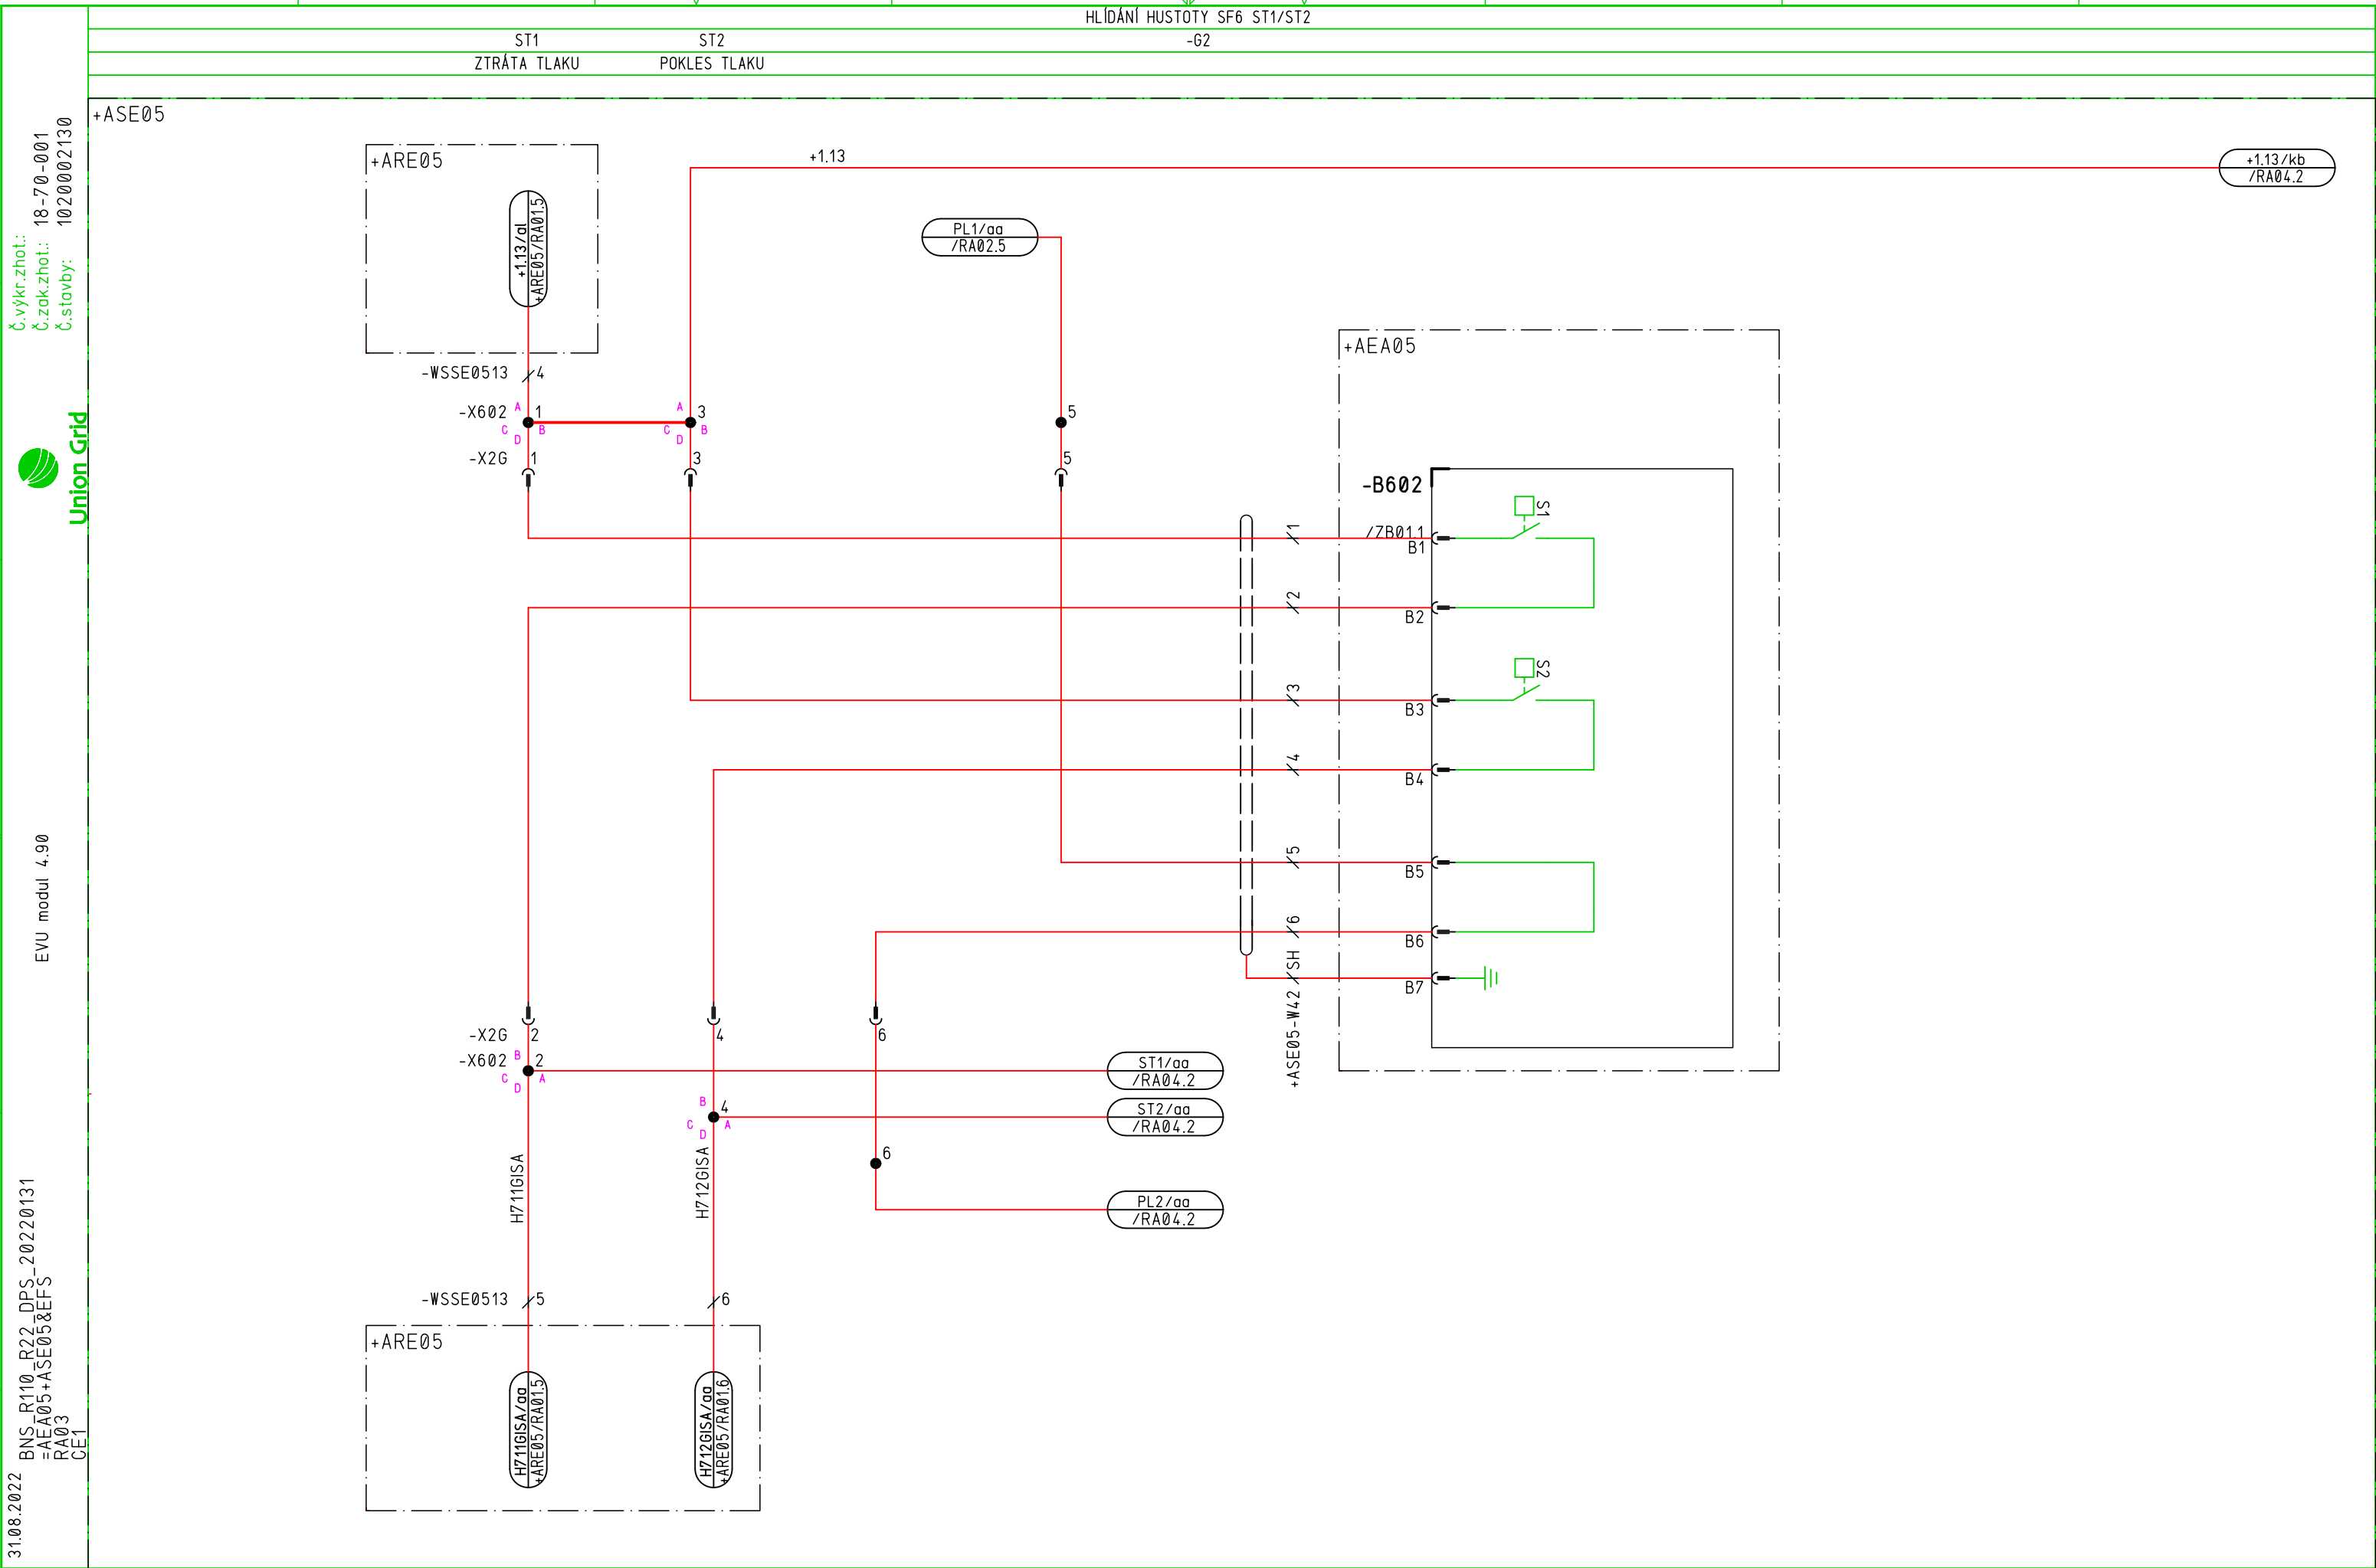 HLÍDÁNÍ HUSTOTY SF6 ST1/ST2
ST1 ST2 -G2
ZTRÁTA TLAKU POKLES TLAKU
+ASE05
Č.výkr.zhot.:
Č.zak.zhot.: 18-70-001
Č.stavby: 1020002130
Union Grid
EVU modul 4.90
BNS_R110_R22_DPS_20220131
=AEA05+ASE05&EFS
RA03
CE1
31.08.2022
+ARE05
+1.13/al
+ARE05/RA01.5
+1.13
+1.13/kb
/RA04.2
PL1/aa
/RA02.5
+AEA05
-WSSE0513 4
-X602 A 1 A 3 5
C B C B
D D
-X2G 1 3 5
-B602
S1
/ZB01.1
1 B1
2 B2
S2
3 B3
4 B4
5 B5
6 B6
SH B7
+ASE05-W42
-X2G 2 4 6
-X602 B 2
C A
D
ST1/aa
/RA04.2
B 4
C A
D
ST2/aa
/RA04.2
6
PL2/aa
/RA04.2
H711GISA
H712GISA
-WSSE0513 5 6
+ARE05
H711GISA/aa
+ARE05/RA01.5
H712GISA/aa
+ARE05/RA01.6